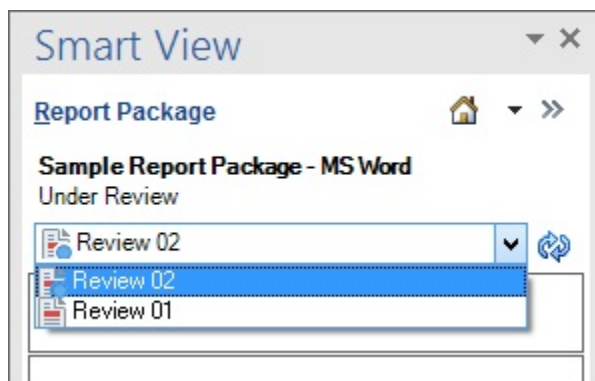 Smart View
Report Package
Sample Report Package - MS Word
Under Review
Review 02
Review 02
Review 01